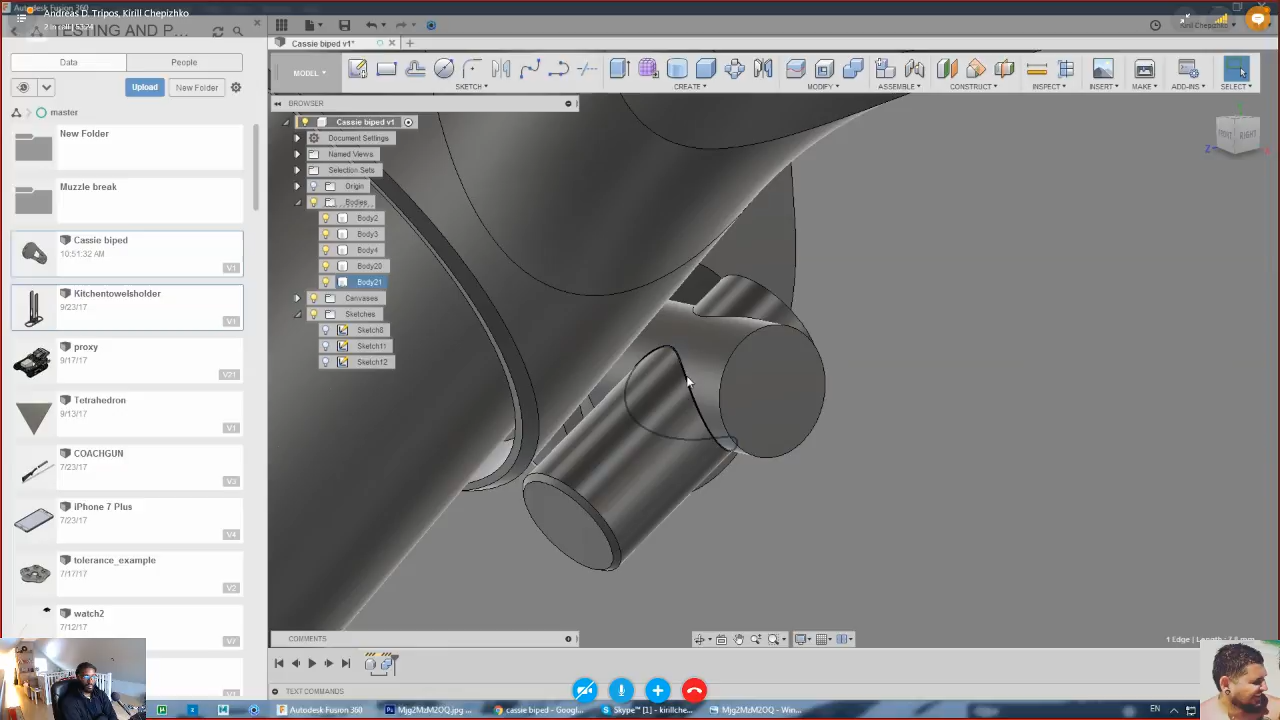 Autodesk Fusion 360
Andreas D. Tripos, Kirill Chepizhko
2 in call
TESTING AND P...
Data
People
Upload
New Folder
master
New Folder
Muzzle break
Cassie biped
10:51:32 AM
V1
Kitchentowelsholder
9/23/17
V1
proxy
9/17/17
V21
Tetrahedron
9/13/17
V1
COACHGUN
7/23/17
V3
iPhone 7 Plus
7/23/17
V4
tolerance_example
7/17/17
V2
watch2
7/12/17
Cassie biped v1*
MODEL
SKETCH
CREATE
MODIFY
ASSEMBLE
CONSTRUCT
INSPECT
INSERT
MAKE
ADD-INS
SELECT
BROWSER
Cassie biped v1
Document Settings
Named Views
Selection Sets
Origin
Bodies
Body2
Body3
Body4
Body20
Body21
Canvases
Sketches
Sketch8
Sketch11
Sketch12
FRONT
RIGHT
Z
COMMENTS
TEXT COMMANDS
Autodesk Fusion 360
Mjg2MzM2OQ.jpg ...
cassie biped - Googl...
Skype™ [1] - kirillchep...
Mjg2MzM2OQ - Win...
EN